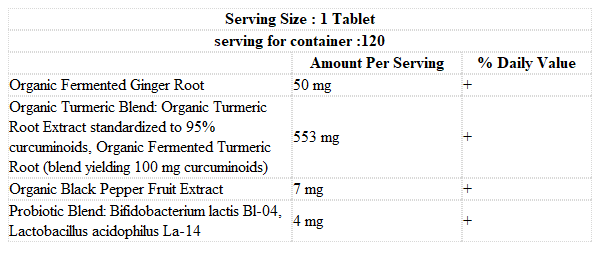 Serving Size : 1 Tablet
serving for container :120
Amount Per Serving % Daily Value
Organic Fermented Ginger Root 50 mg +
Organic Turmeric Blend: Organic Turmeric
Root Extract standardized to 95%
curcuminoids, Organic Fermented Turmeric 553 mg +
Root (blend yielding 100 mg curcuminoids)
Organic Black Pepper Fruit Extract 7 mg +
Probiotic Blend: Bifidobacterium lactis Bl-04, 4 mg +
Lactobacillus acidophilus La-14